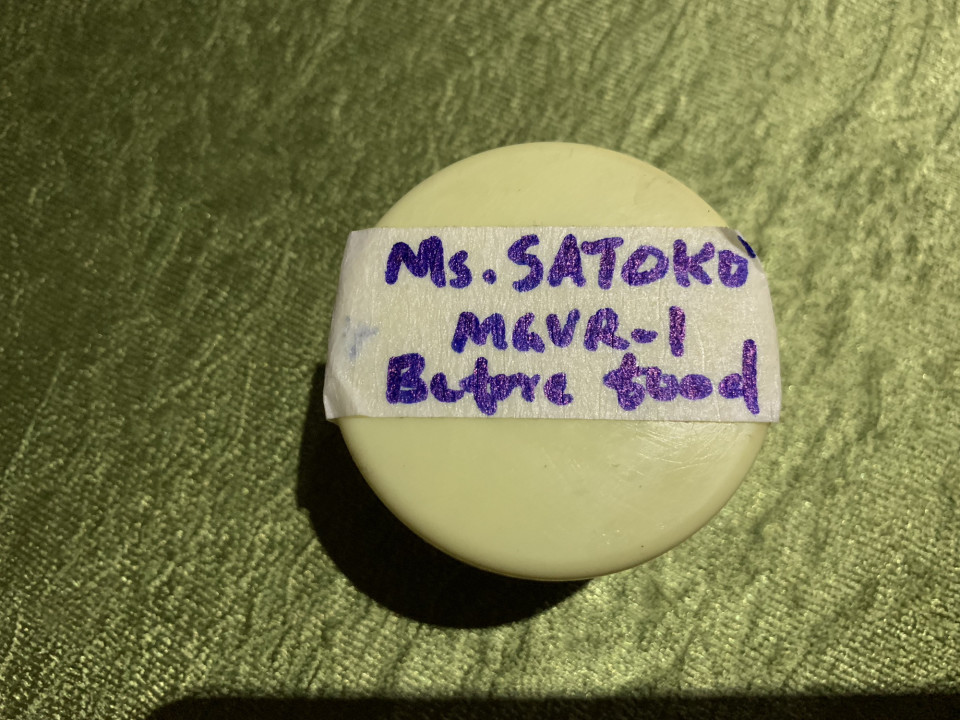 Ms. SATOKO
MGVR-1
Before food